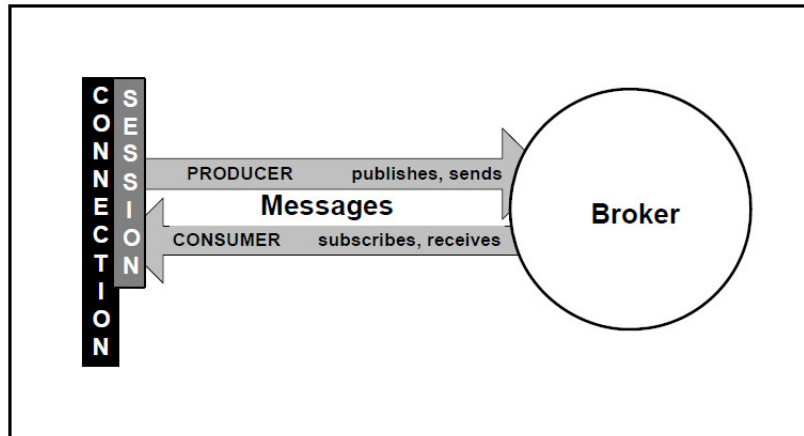 CONNECTION
SESSION
PRODUCER publishes, sends
Messages
CONSUMER subscribes, receives
Broker